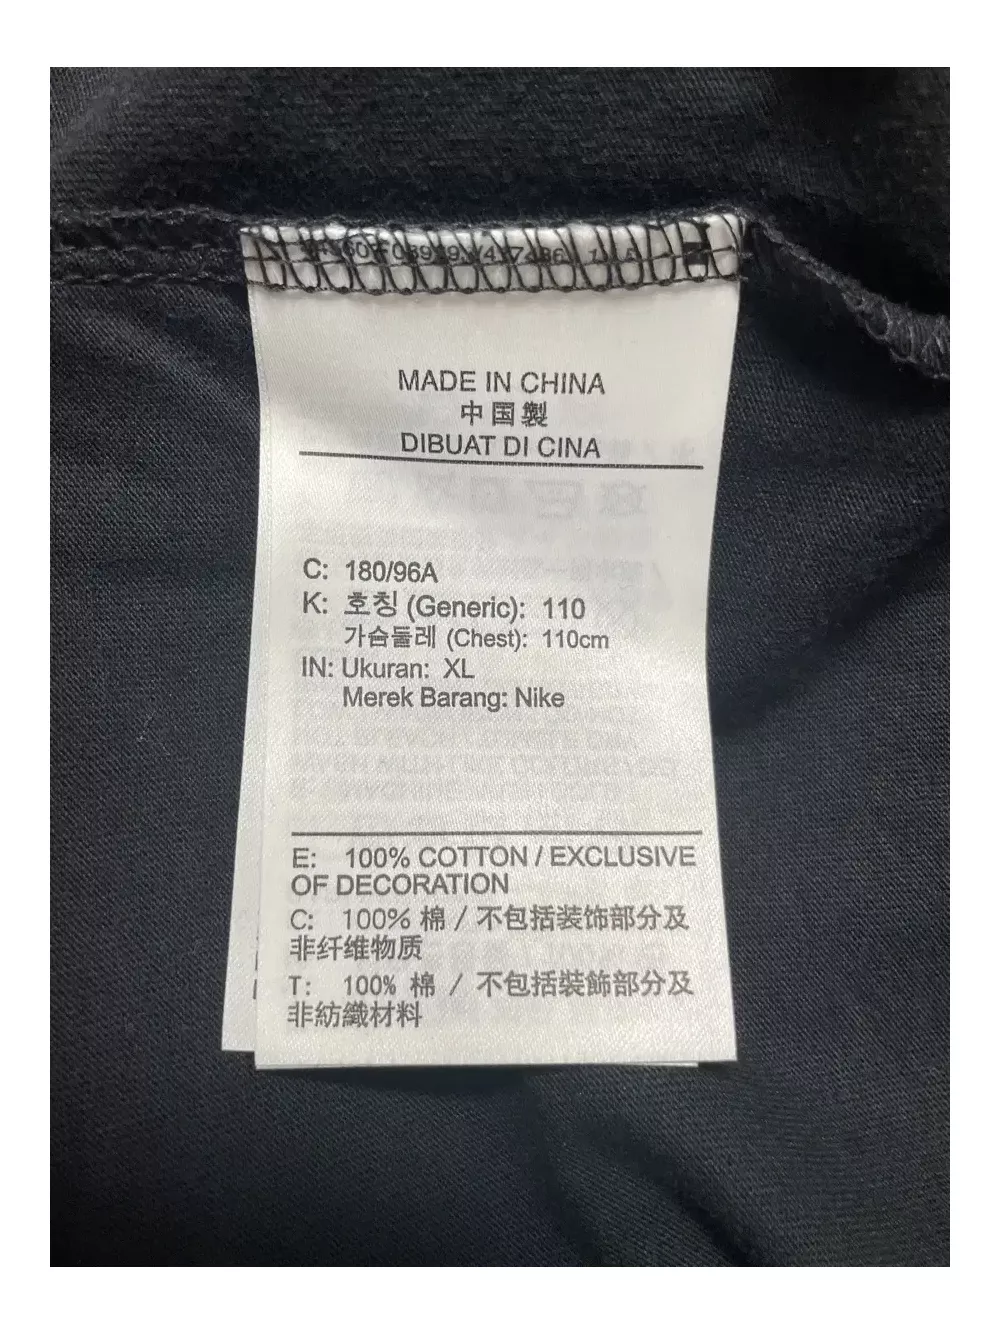 MADE IN CHINA
中国製
DIBUAT DI CINA
C: 180/96A
K: 호칭 (Generic): 110
가슴둘레 (Chest): 110cm
IN: Ukuran: XL
Merek Barang: Nike
E: 100% COTTON / EXCLUSIVE
OF DECORATION
C: 100% 棉 / 不包括装饰部分及
非纤维物质
T: 100% 棉 / 不包括裝飾部分及
非紡織材料